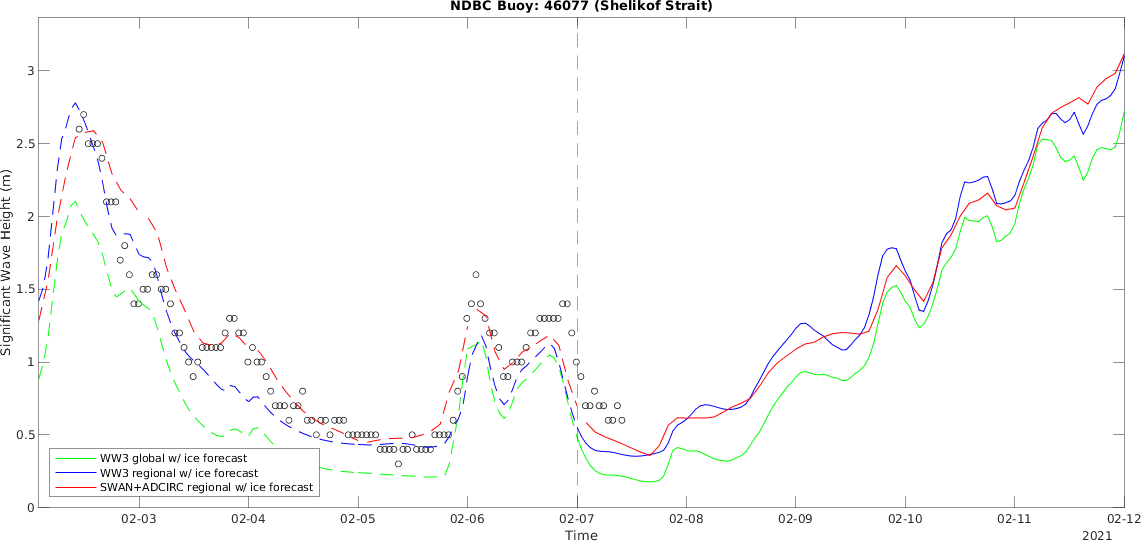 NDBC Buoy: 46077 (Shelikof Strait)
Significant Wave Height (m)
3
2.5
2
1.5
1
0.5
0
WW3 global w/ ice forecast
WW3 regional w/ ice forecast
SWAN+ADCIRC regional w/ ice forecast
02-03 02-04 02-05 02-06 02-07 02-08 02-09 02-10 02-11 02-12
Time
2021